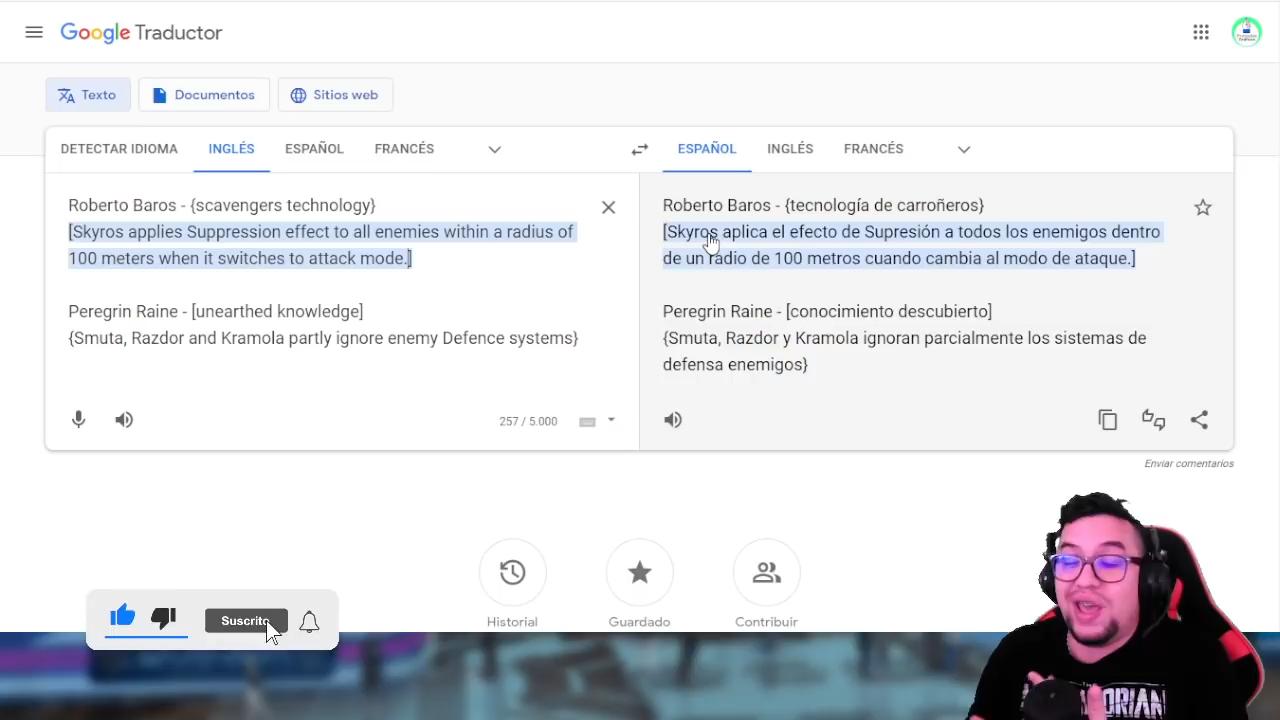 Google Traductor
Texto
Documentos
Sitios web
DETECTAR IDIOMA
INGLÉS
ESPAÑOL
FRANCÉS
ESPAÑOL
INGLÉS
FRANCÉS
Roberto Baros - {scavengers technology}
[Skyros applies Suppression effect to all enemies within a radius of
100 meters when it switches to attack mode.]
Peregrin Raine - [unearthed knowledge]
{Smuta, Razdor and Kramola partly ignore enemy Defence systems}
257 / 5.000
Roberto Baros - {tecnología de carroñeros}
[Skyros aplica el efecto de Supresión a todos los enemigos dentro
de un radio de 100 metros cuando cambia al modo de ataque.]
Peregrin Raine - [conocimiento descubierto]
{Smuta, Razdor y Kramola ignoran parcialmente los sistemas de
defensa enemigos}
Enviar comentarios
Historial
Guardado
Contribuir
Suscrito